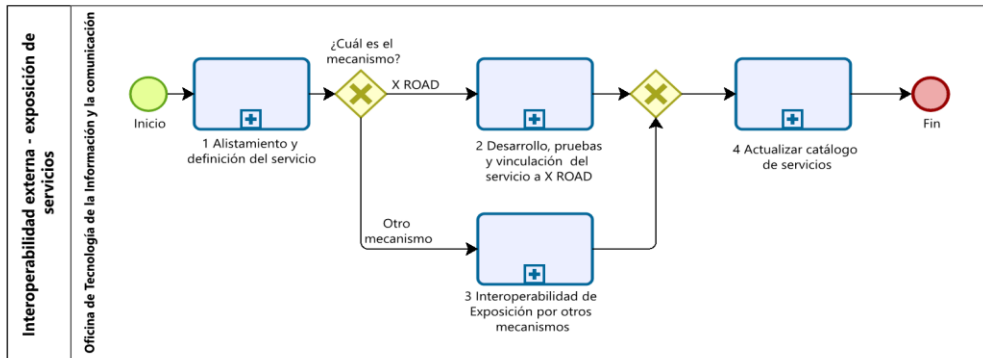 Interoperabilidad externa - exposición de
servicios
Oficina de Tecnología de la Información y la comunicación
Inicio
1 Alistamiento y
definición del servicio
¿Cuál es el
mecanismo?
X ROAD
Otro
mecanismo
2 Desarrollo, pruebas
y vinculación del
servicio a X ROAD
3 Interoperabilidad de
Exposición por otros
mecanismos
4 Actualizar catálogo
de servicios
Fin